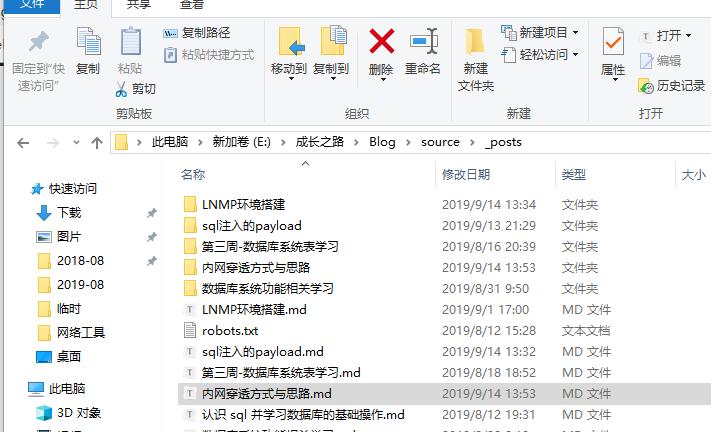 文件 主页 共享 查看
固定到“快速访问”
复制
粘贴
复制路径
粘贴快捷方式
剪切
剪贴板
移动到 复制到 删除 重命名
组织
新建文件夹
新建项目
轻松访问
新建
属性
打开
编辑
历史记录
打开
此电脑 > 新加卷 (E:) > 成长之路 > Blog > source > _posts
名称 修改日期 类型 大小
快速访问
下载
图片
2018-08
2019-08
临时
网络工具
桌面
此电脑
3D 对象
LNMP环境搭建 2019/9/14 13:34 文件夹
sql注入的payload 2019/9/13 21:29 文件夹
第三周-数据库系统表学习 2019/8/16 20:39 文件夹
内网穿透方式与思路 2019/9/14 13:53 文件夹
数据库系统功能相关学习 2019/8/31 9:50 文件夹
LNMP环境搭建.md 2019/9/1 17:00 MD 文件
robots.txt 2019/8/12 15:28 文本文档
sql注入的payload.md 2019/9/14 13:32 MD 文件
第三周-数据库系统表学习.md 2019/8/18 18:52 MD 文件
内网穿透方式与思路.md 2019/9/14 13:53 MD 文件
认识 sql 并学习数据库的基础操作.md 2019/8/12 19:31 MD 文件